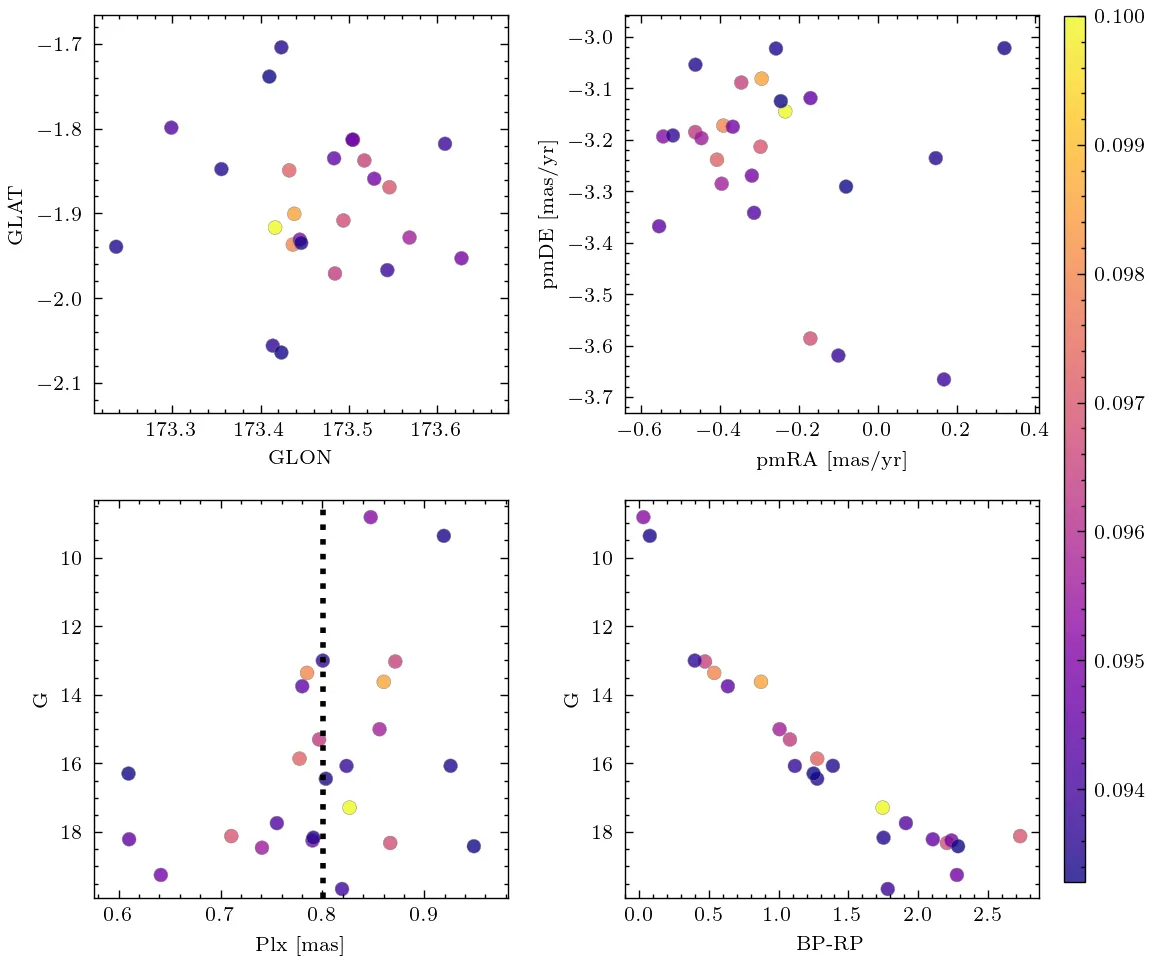 −1.7
−1.8
−1.9
−2.0
−2.1
GLAT
173.3 173.4 173.5 173.6
GLON
−3.0
−3.1
−3.2
−3.3
−3.4
−3.5
−3.6
−3.7
pmDE [mas/yr]
−0.6 −0.4 −0.2 0.0 0.2 0.4
pmRA [mas/yr]
10
12
14
16
18
G
0.6 0.7 0.8 0.9
Plx [mas]
10
12
14
16
18
G
0.0 0.5 1.0 1.5 2.0 2.5
BP-RP
0.100
0.099
0.098
0.097
0.096
0.095
0.094